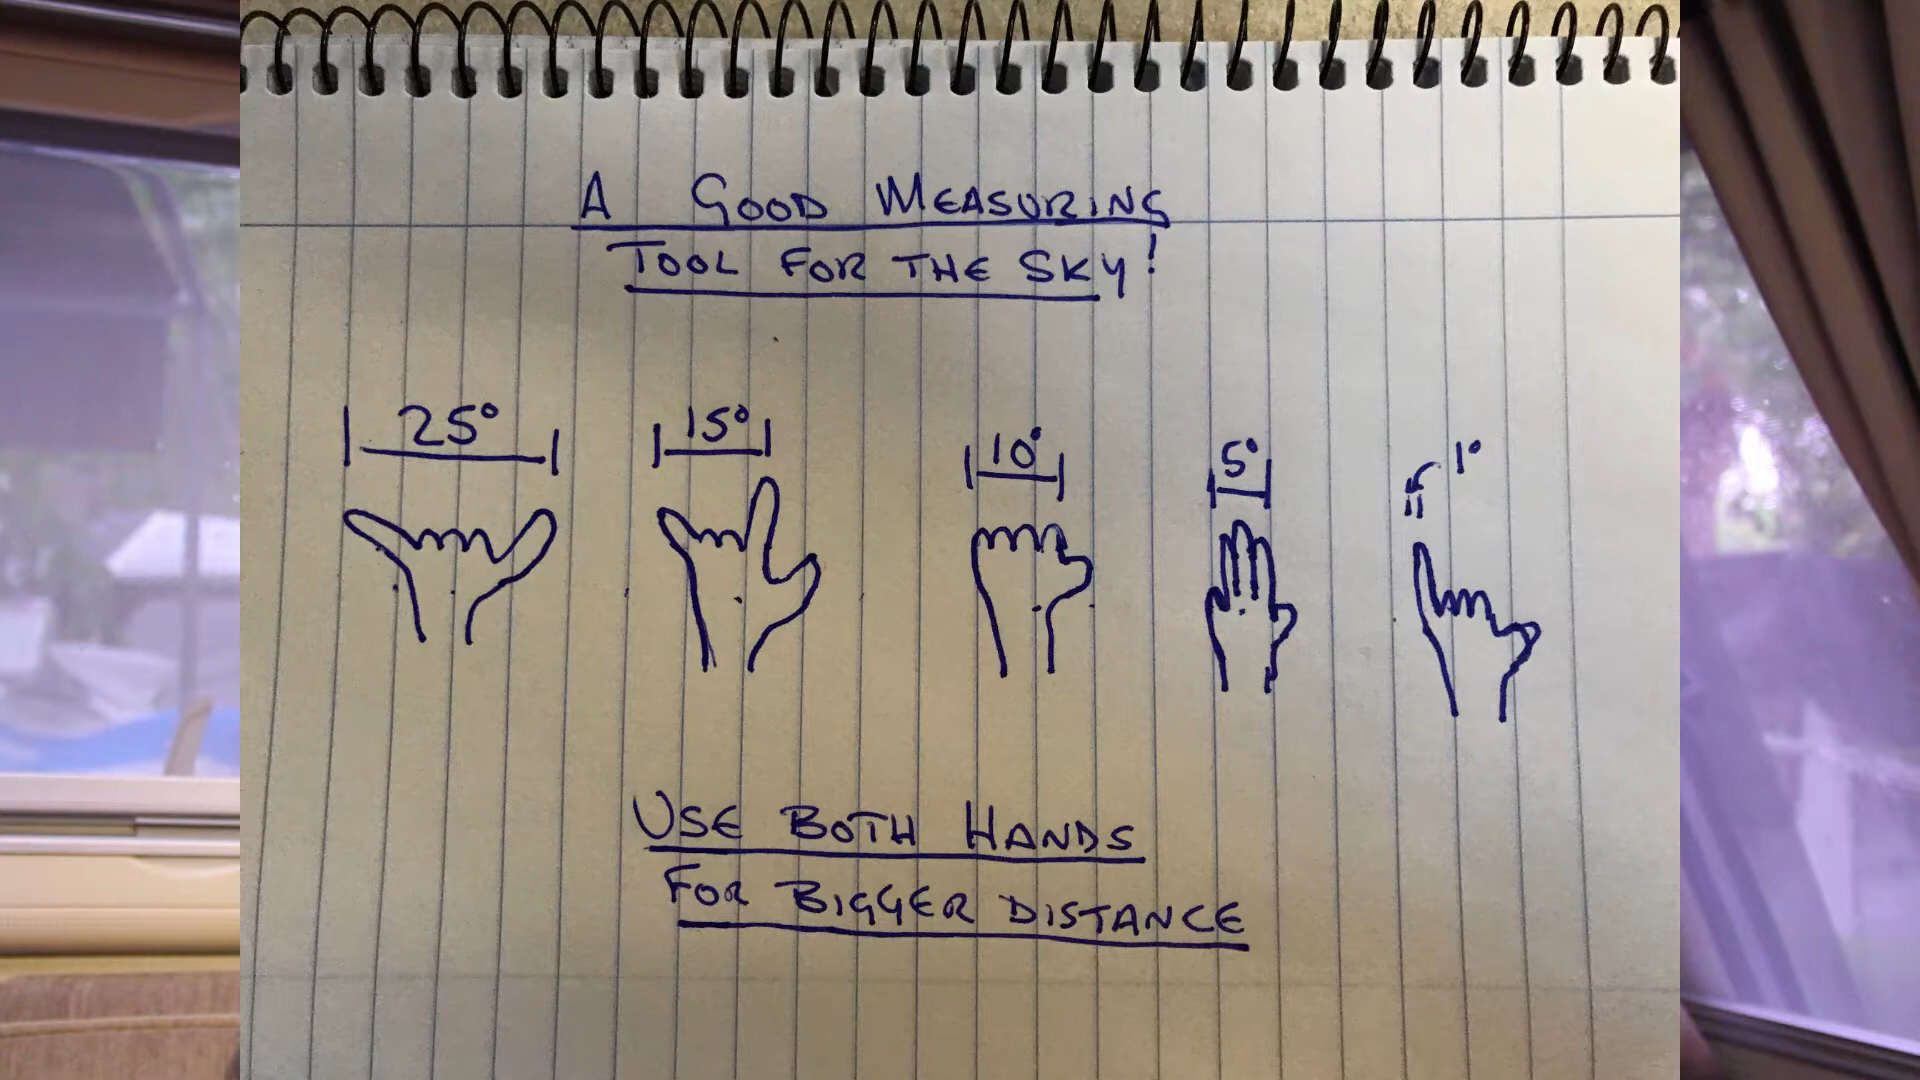 A GOOD MEASURING
TOOL FOR THE SKY!
25° 15° 10° 5° 1°
USE BOTH HANDS
FOR BIGGER DISTANCE